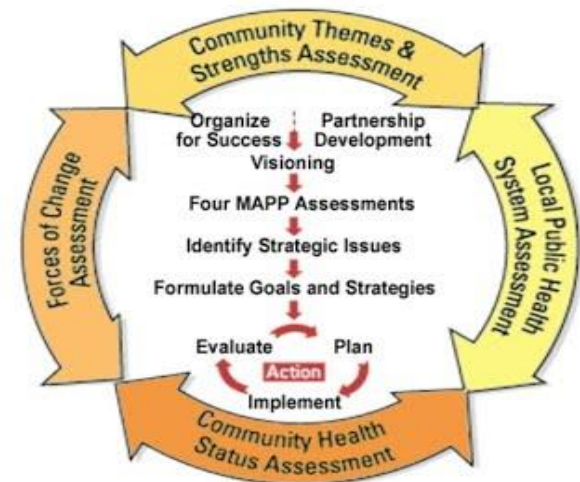 Community Themes &
Strengths Assessment
Organize
for Success
Partnership
Development
Visioning
Four MAPP Assessments
Identify Strategic Issues
Formulate Goals and Strategies
Evaluate
Plan
Action
Implement
Forces of Change
Assessment
Local Public Health
System Assessment
Community Health
Status Assessment